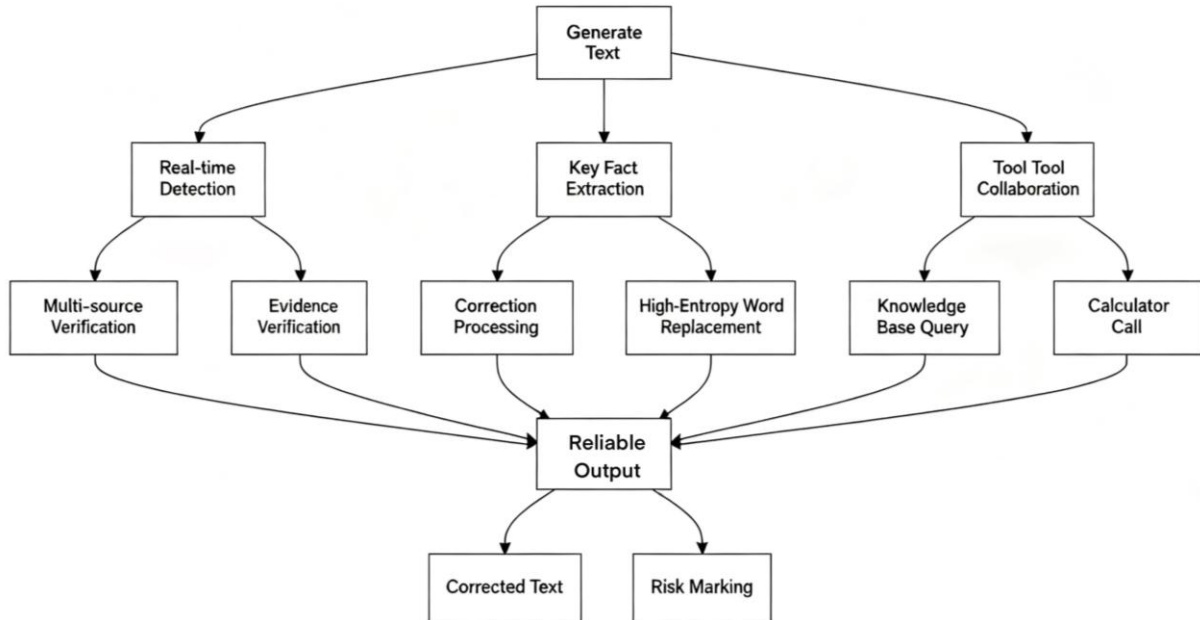 Generate
Text
Real-time
Detection
Key Fact
Extraction
Tool Tool
Collaboration
Multi-source
Verification
Evidence
Verification
Correction
Processing
High-Entropy Word
Replacement
Knowledge
Base Query
Calculator
Call
Reliable
Output
Corrected Text
Risk Marking